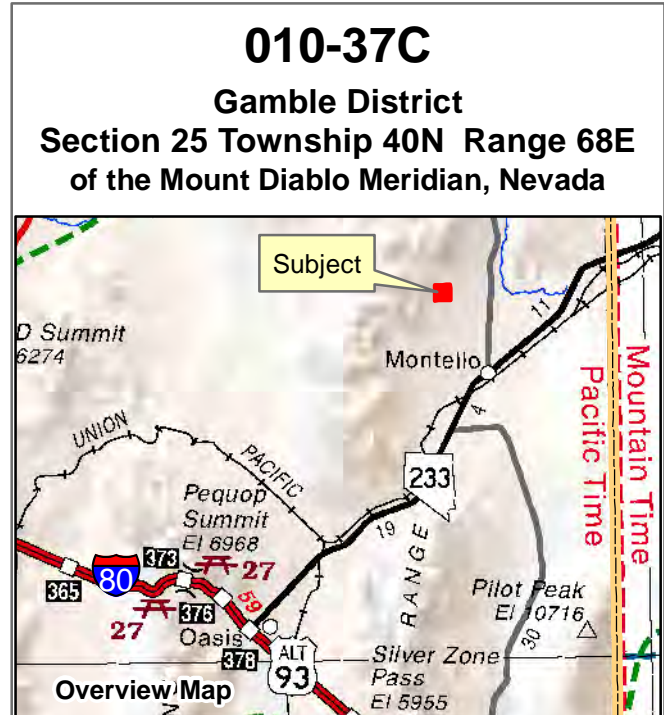 010-37C
Gamble District
Section 25 Township 40N Range 68E
of the Mount Diablo Meridian, Nevada
Subject
11
D Summit
6274
Montello
Mountain Time
Pacific Time
4
UNION
PACIFIC
233
Pequop
Summit
El 6968
19
RANGE
373
27
80
365
59
Pilot Peak
El 10716
376
27
30
Oasis
378
ALT
93
Silver Zone
Pass
El 5955
Overview Map